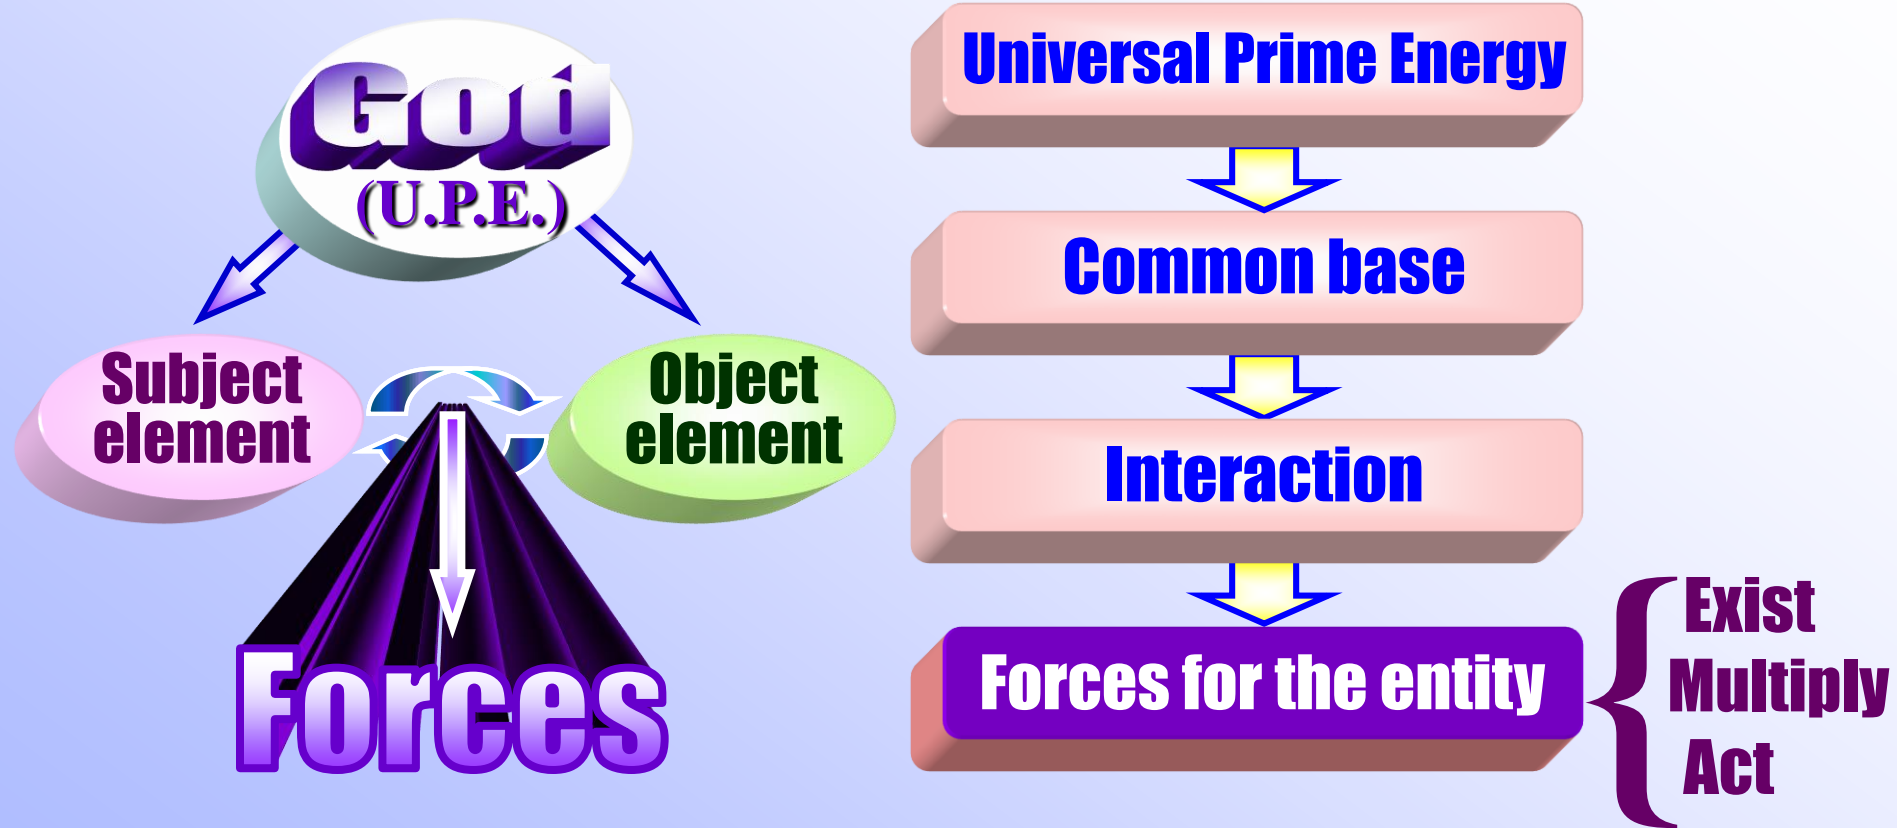 God
(U.P.E.)
Subject
element
Object
element
Forces
Universal Prime Energy
Common base
Interaction
Forces for the entity
Exist
Multiply
Act